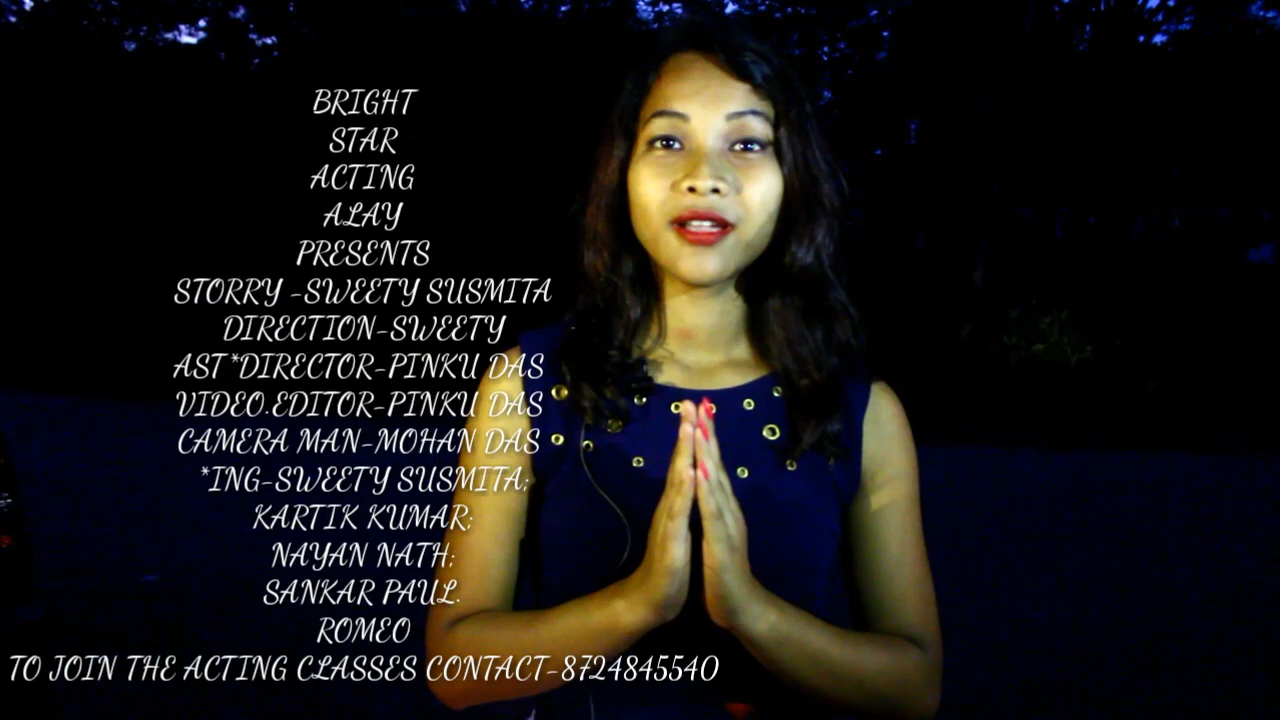 BRIGHT
STAR
ACTING
ALAY
PRESENTS
STORRY -SWEETY SUSMITA
DIRECTION-SWEETY
AST*DIRECTOR-PINKU DAS
VIDEO.EDITOR-PINKU DAS
CAMERA MAN-MOHAN DAS
*ING-SWEETY SUSMITA;
KARTIK KUMAR;
NAYAN NATH;
SANKAR PAUL.
ROMEO
TO JOIN THE ACTING CLASSES CONTACT-8724845540